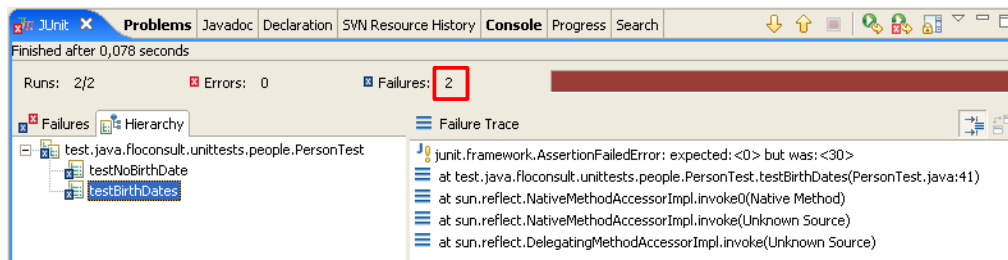 JUnit Problems Javadoc Declaration SVN Resource History Console Progress Search
Finished after 0,078 seconds
Runs: 2/2 Errors: 0 Failures: 2
Failures Hierarchy Failure Trace
test.java.floconsult.unittests.people.PersonTest
testNoBirthDate
testBirthDates
junit.framework.AssertionFailedError: expected:<0> but was:<30>
at test.java.floconsult.unittests.people.PersonTest.testBirthDates(PersonTest.java:41)
at sun.reflect.NativeMethodAccessorImpl.invoke0(Native Method)
at sun.reflect.NativeMethodAccessorImpl.invoke(Unknown Source)
at sun.reflect.DelegatingMethodAccessorImpl.invoke(Unknown Source)